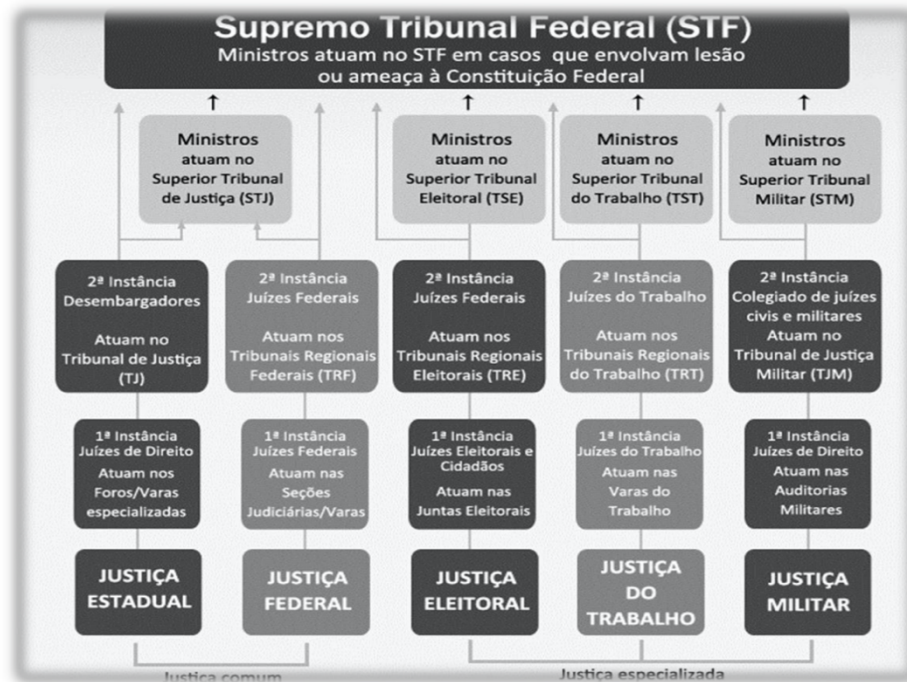 Supremo Tribunal Federal (STF)
Ministros atuam no STF em casos que envolvam lesão
ou ameaça à Constituição Federal
Ministros
atuam no
Superior Tribunal
de Justiça (STJ)
Ministros
atuam no
Superior Tribunal
Eleitoral (TSE)
Ministros
atuam no
Superior Tribunal
do Trabalho (TST)
Ministros
atuam no
Superior Tribunal
Militar (STM)
2ª Instância
Desembargadores
Atuam no
Tribunal de Justiça
(TJ)
2ª Instância
Juízes Federais
Atuam nos
Tribunais Regionais
Federais (TRF)
2ª Instância
Juízes Federais
Atuam nos
Tribunais Regionais
Eleitorais (TRE)
2ª Instância
Juízes do Trabalho
Atuam nos
Tribunais Regionais
do Trabalho (TRT)
2ª Instância
Colegiado de juízes
civis e militares
Atuam no
Tribunal de Justiça
Militar (TJM)
1ª Instância
Juízes de Direito
Atuam nos
Foros/Varas
especializadas
1ª Instância
Juízes Federais
Atuam nas
Seções
Judiciárias/Varas
1ª Instância
Juízes Eleitorais e
Cidadãos
Atuam nas
Juntas Eleitorais
1ª Instância
Juízes do Trabalho
Atuam nas
Varas do
Trabalho
1ª Instância
Juízes de Direito
Atuam nas
Auditorias
Militares
JUSTIÇA
ESTADUAL
JUSTIÇA
FEDERAL
JUSTIÇA
ELEITORAL
JUSTIÇA
DO
TRABALHO
JUSTIÇA
MILITAR
Justiça comum
Justiça especializada